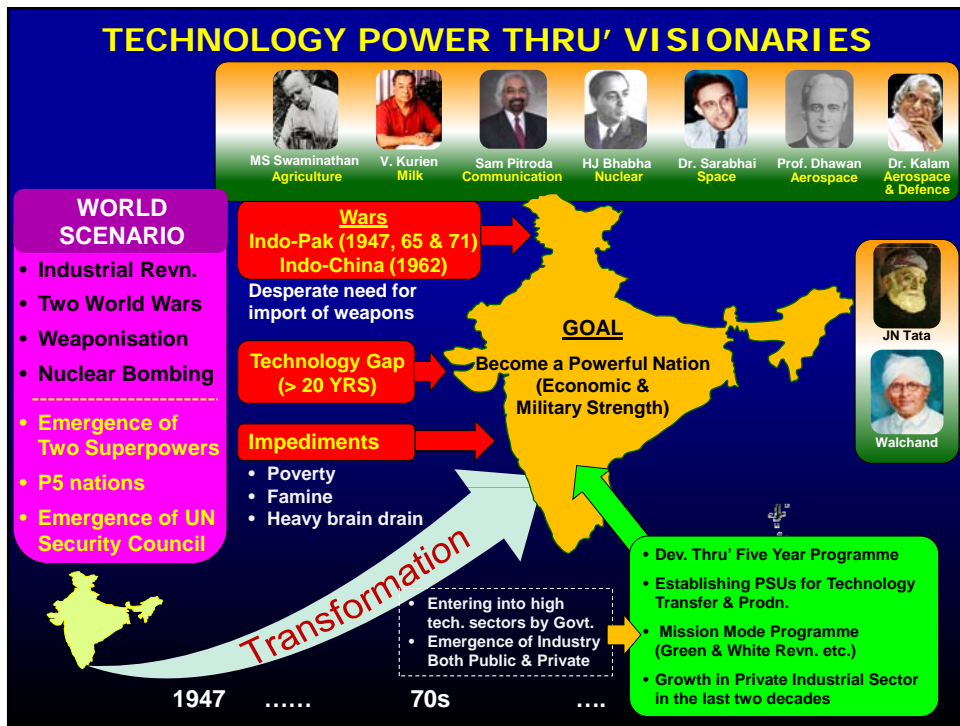 TECHNOLOGY POWER THRU' VISIONARIES
MS Swaminathan
Agriculture
V. Kurien
Milk
Sam Pitroda
Communication
HJ Bhabha
Nuclear
Dr. Sarabhai
Space
Prof. Dhawan
Aerospace
Dr. Kalam
Aerospace
& Defence
WORLD
SCENARIO
• Industrial Revn.
• Two World Wars
• Weaponisation
• Nuclear Bombing
------------------------
• Emergence of
Two Superpowers
• P5 nations
• Emergence of UN
Security Council
Wars
Indo-Pak (1947, 65 & 71)
Indo-China (1962)
Desperate need for
import of weapons
Technology Gap
(> 20 YRS)
Impediments
• Poverty
• Famine
• Heavy brain drain
GOAL
Become a Powerful Nation
(Economic &
Military Strength)
JN Tata
Walchand
Transformation
• Entering into high
tech. sectors by Govt.
• Emergence of Industry
Both Public & Private
• Dev. Thru' Five Year Programme
• Establishing PSUs for Technology
Transfer & Prodn.
• Mission Mode Programme
(Green & White Revn. etc.)
• Growth in Private Industrial Sector
in the last two decades
1947 ...... 70s ....